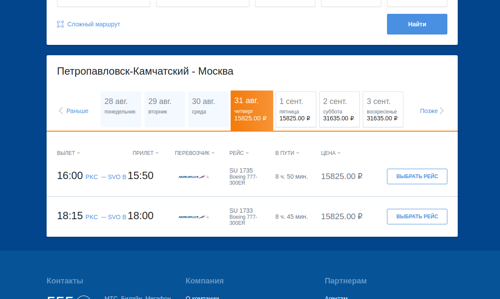 Сложный маршрут
Найти
Петропавловск-Камчатский - Москва
Раньше
28 авг.
понедельник
29 авг.
вторник
30 авг.
среда
31 авг.
четверг
15825.00 ₽
1 сент.
пятница
15825.00 ₽
2 сент.
суббота
31635.00 ₽
3 сент.
воскресенье
31635.00 ₽
Позже
ВЫЛЕТ
ПРИЛЕТ
ПЕРЕВОЗЧИК
РЕЙС
В ПУТИ
ЦЕНА
16:00 PKC — SVO B 15:50
SU 1735
Boeing 777-
300ER
8 ч. 50 мин.
15825.00 ₽
ВЫБРАТЬ РЕЙС
18:15 PKC — SVO B 18:00
SU 1733
Boeing 777-
300ER
8 ч. 45 мин.
15825.00 ₽
ВЫБРАТЬ РЕЙС
Контакты
Компания
Партнерам
МТС, Билайн, Мегафон
О компании
Агентам